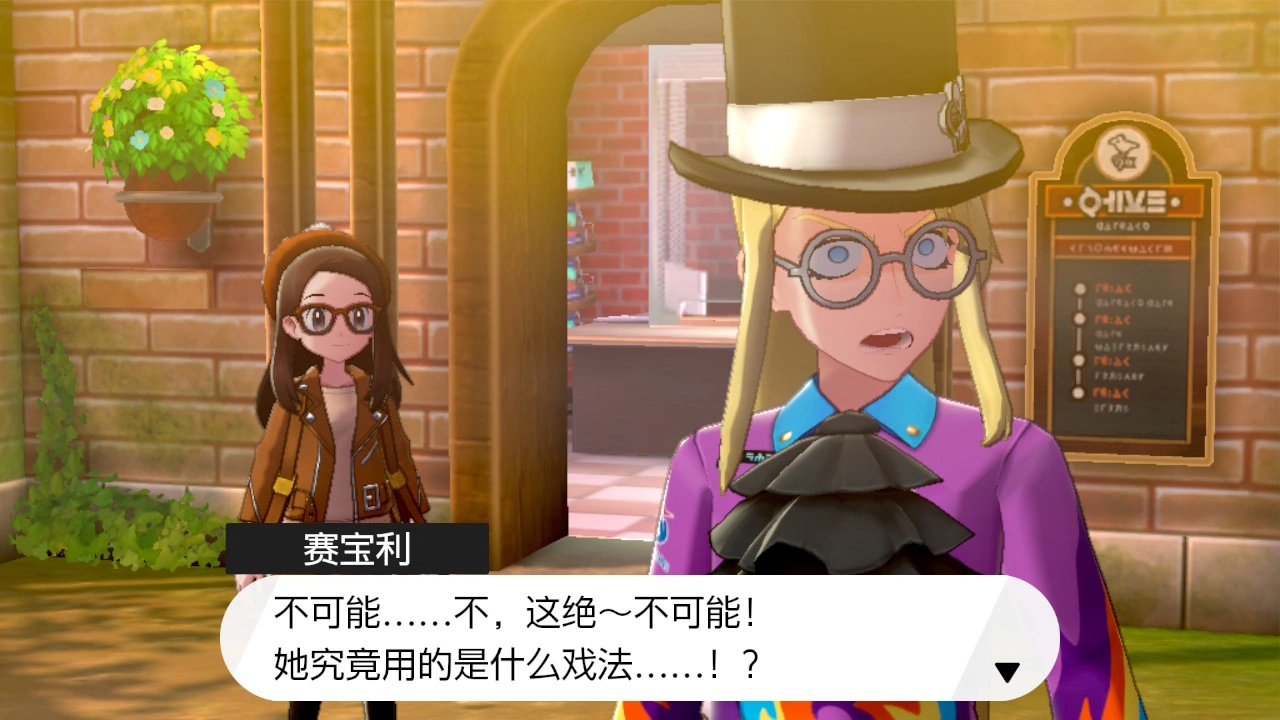 赛宝利
不可能……不，这绝～不可能！
她究竟用的是什么戏法……！？